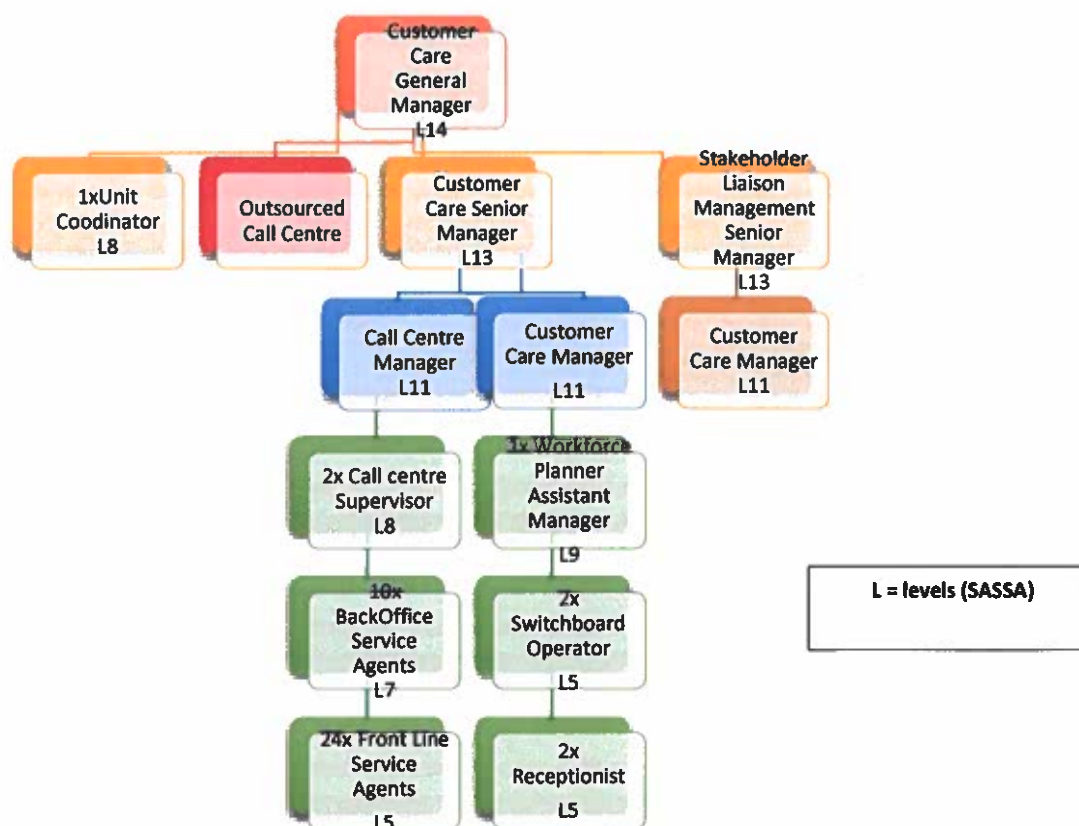 Customer
Care
General
Manager
L14
1xUnit
Coodinator
L8
Outsourced
Call Centre
Customer
Care Senior
Manager
L13
Stakeholder
Liaison
Management
Senior
Manager
L13
Call Centre
Manager
L11
Customer
Care Manager
L11
Customer
Care Manager
L11
2x Call centre
Supervisor
L8
1x Workforce
Planner
Assistant
Manager
L9
10x
BackOffice
Service
Agents
L7
2x
Switchboard
Operator
L5
L = levels (SASSA)
24x Front Line
Service
Agents
L5
2x
Receptionist
L5